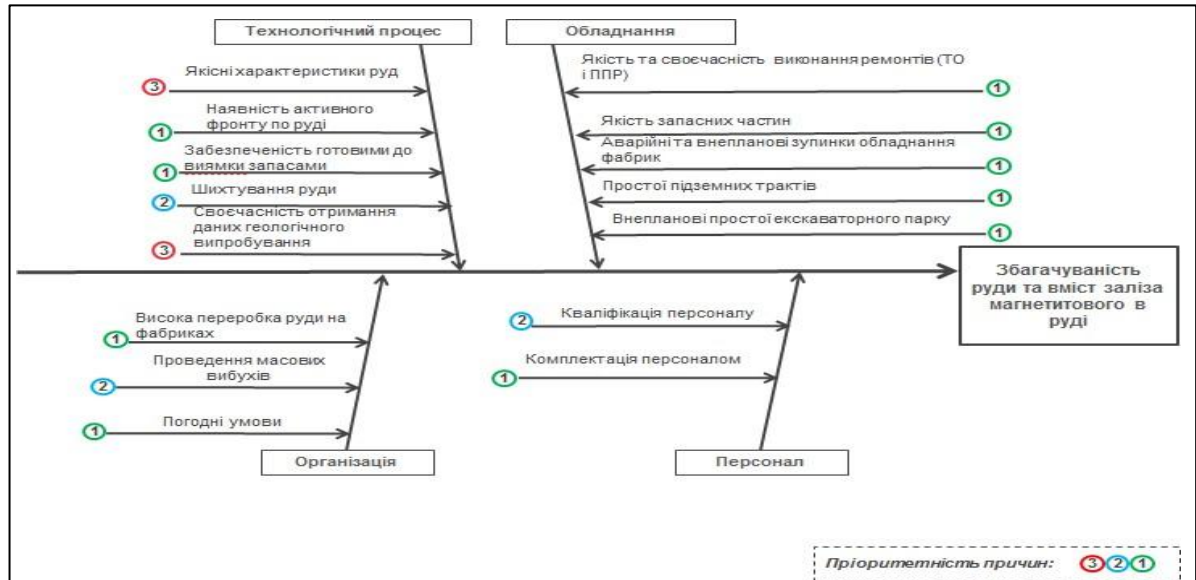 Технологічний процес
Якісні характеристики руд
3
Наявність активного
фронту по руді
1
Забезпеченість готовими до
виямки запасами
1
Шихтування руди
2
Своєчасність отримання
даних геологічного
випробування
3
Обладнання
Якість та своєчасність виконання ремонтів (ТО
і ППР)
1
Якість запасних частин
1
Аварійні та внепланові зупинки обладнання
фабрик
1
Простої підземних трактів
1
Внепланові простої екскаваторного парку
1
Збагачуваність
руди та вміст заліза
магнетитового в
руді
Висока переробка руди на
фабриках
1
Проведення масових
вибухів
2
Погодні умови
1
Організація
Кваліфікація персоналу
2
Комплектація персоналом
1
Персонал
Пріоритетність причин: 3 2 1